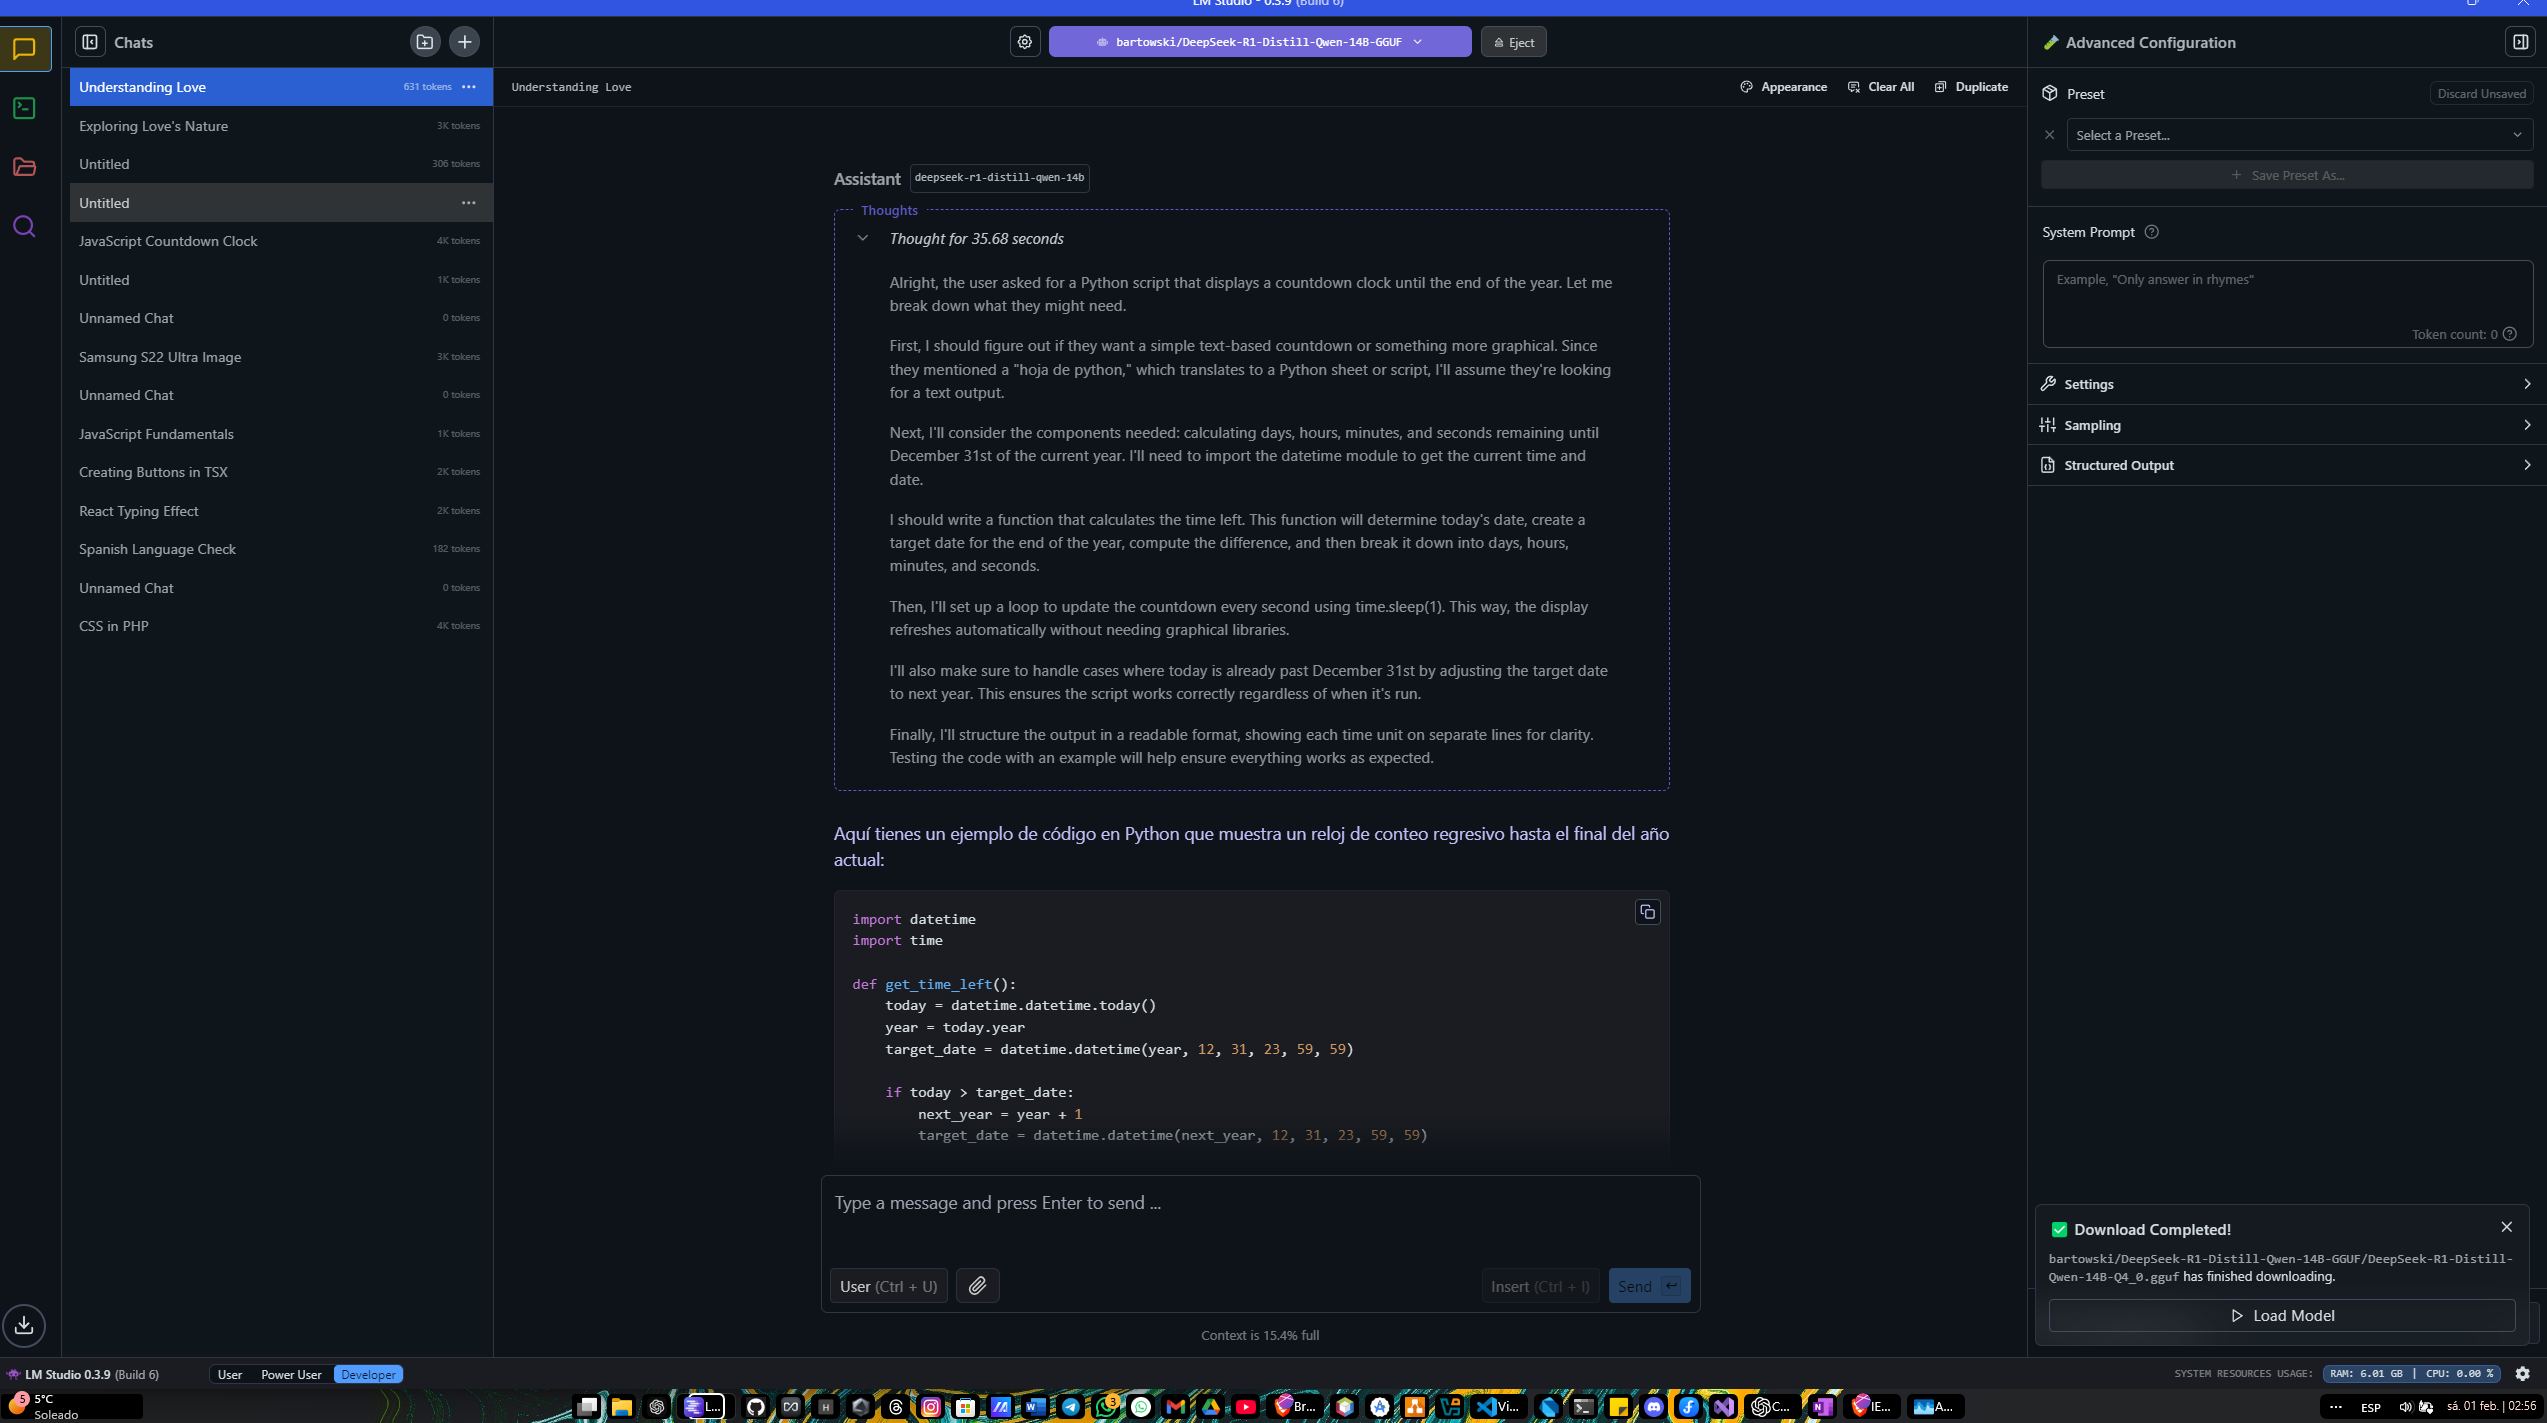 LM Studio - 0.3.9 (Build 6)
Chats
bartowski/DeepSeek-R1-Distill-Qwen-14B-GGUF
Eject
Advanced Configuration
Understanding Love
631 tokens
Exploring Love's Nature
3K tokens
Untitled
306 tokens
Untitled
JavaScript Countdown Clock
4K tokens
Untitled
1K tokens
Unnamed Chat
0 tokens
Samsung S22 Ultra Image
3K tokens
Unnamed Chat
0 tokens
JavaScript Fundamentals
1K tokens
Creating Buttons in TSX
2K tokens
React Typing Effect
2K tokens
Spanish Language Check
182 tokens
Unnamed Chat
0 tokens
CSS in PHP
4K tokens
Understanding Love
Appearance
Clear All
Duplicate
Assistant
deepseek-r1-distill-qwen-14b
Thoughts
Thought for 35.68 seconds
Alright, the user asked for a Python script that displays a countdown clock until the end of the year. Let me
break down what they might need.
First, I should figure out if they want a simple text-based countdown or something more graphical. Since
they mentioned a "hoja de python," which translates to a Python sheet or script, I'll assume they're looking
for a text output.
Next, I'll consider the components needed: calculating days, hours, minutes, and seconds remaining until
December 31st of the current year. I'll need to import the datetime module to get the current time and
date.
I should write a function that calculates the time left. This function will determine today's date, create a
target date for the end of the year, compute the difference, and then break it down into days, hours,
minutes, and seconds.
Then, I'll set up a loop to update the countdown every second using time.sleep(1). This way, the display
refreshes automatically without needing graphical libraries.
I'll also make sure to handle cases where today is already past December 31st by adjusting the target date
to next year. This ensures the script works correctly regardless of when it's run.
Finally, I'll structure the output in a readable format, showing each time unit on separate lines for clarity.
Testing the code with an example will help ensure everything works as expected.
Aquí tienes un ejemplo de código en Python que muestra un reloj de conteo regresivo hasta el final del año
actual:
import datetime
import time
def get_time_left():
today = datetime.datetime.today()
year = today.year
target_date = datetime.datetime(year, 12, 31, 23, 59, 59)
if today > target_date:
next_year = year + 1
target_date = datetime.datetime(next_year, 12, 31, 23, 59, 59)
Type a message and press Enter to send ...
User (Ctrl + U)
Insert (Ctrl + I)
Send
Context is 15.4% full
Preset
Discard Unsaved
Select a Preset...
+ Save Preset As...
System Prompt
Example, "Only answer in rhymes"
Token count: 0
Settings
Sampling
Structured Output
Download Completed!
bartowski/DeepSeek-R1-Distill-Qwen-14B-GGUF/DeepSeek-R1-Distill-
Qwen-14B-Q4_0.gguf has finished downloading.
Load Model
LM Studio 0.3.9 (Build 6)
User
Power User
Developer
SYSTEM RESOURCES USAGE:
RAM: 6.01 GB | CPU: 0.00 %
5
5°C
Soleado
L...
3
Br...
Vi...
C...
IE...
A...
ESP
sá. 01 feb. | 02:56